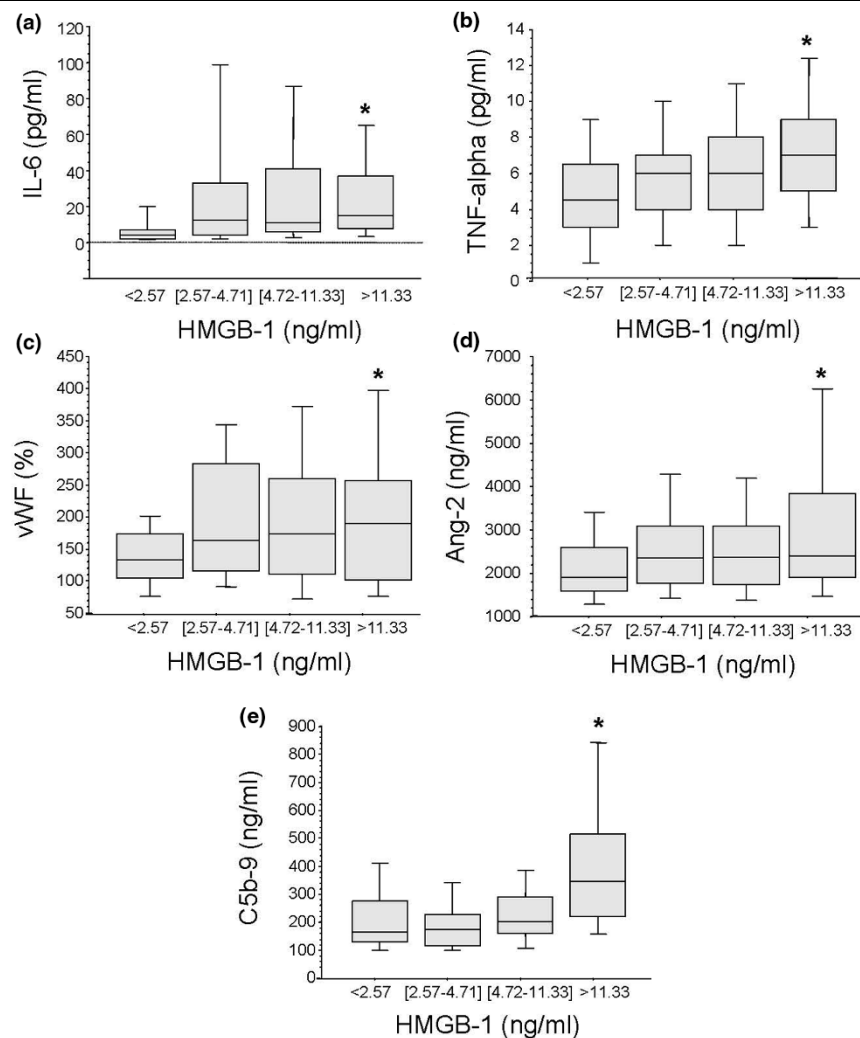 (a)
IL-6 (pg/ml)
120
100
80
60
40
20
0
*
<2.57 [2.57-4.71] [4.72-11.33] >11.33
HMGB-1 (ng/ml)
(b)
TNF-alpha (pg/ml)
14
12
10
8
6
4
2
0
*
<2.57 [2.57-4.71] [4.72-11.33] >11.33
HMGB-1 (ng/ml)
(c)
vWF (%)
450
400
350
300
250
200
150
100
50
*
<2.57 [2.57-4.71] [4.72-11.33] >11.33
HMGB-1 (ng/ml)
(d)
Ang-2 (ng/ml)
7000
6000
5000
4000
3000
2000
1000
*
<2.57 [2.57-4.71] [4.72-11.33] >11.33
HMGB-1 (ng/ml)
(e)
C5b-9 (ng/ml)
900
800
700
600
500
400
300
200
100
0
*
<2.57 [2.57-4.71] [4.72-11.33] >11.33
HMGB-1 (ng/ml)